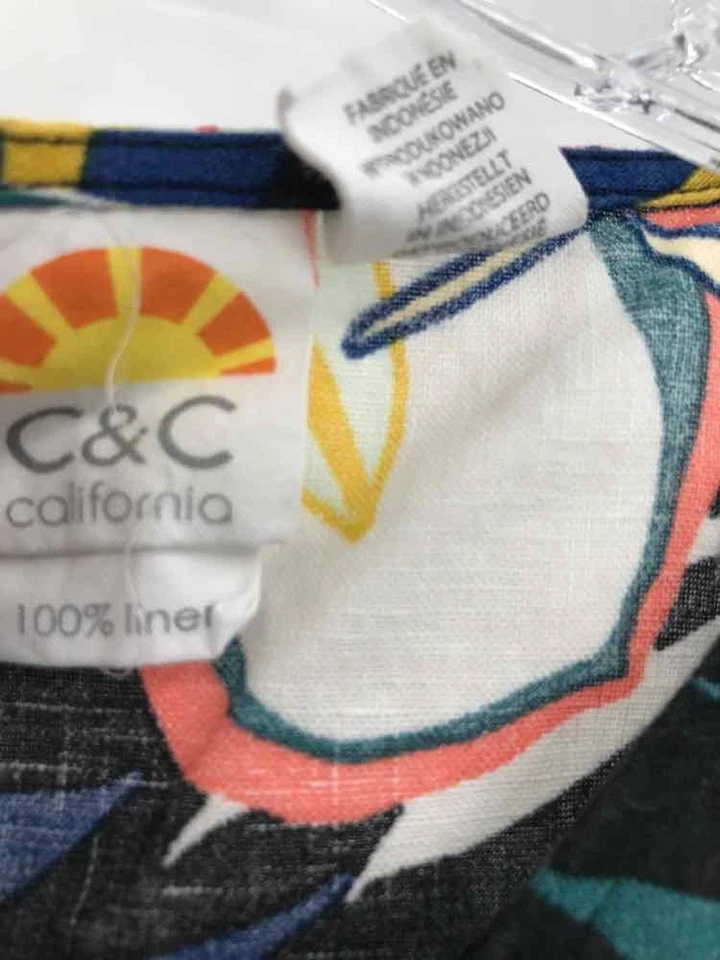 FABRIQUÉ EN
INDONÉSIE
WYPRODUKOWANO
INDONEZJI
HERGESTELLT
IN INDONESIEN
C&C
california
100% linen